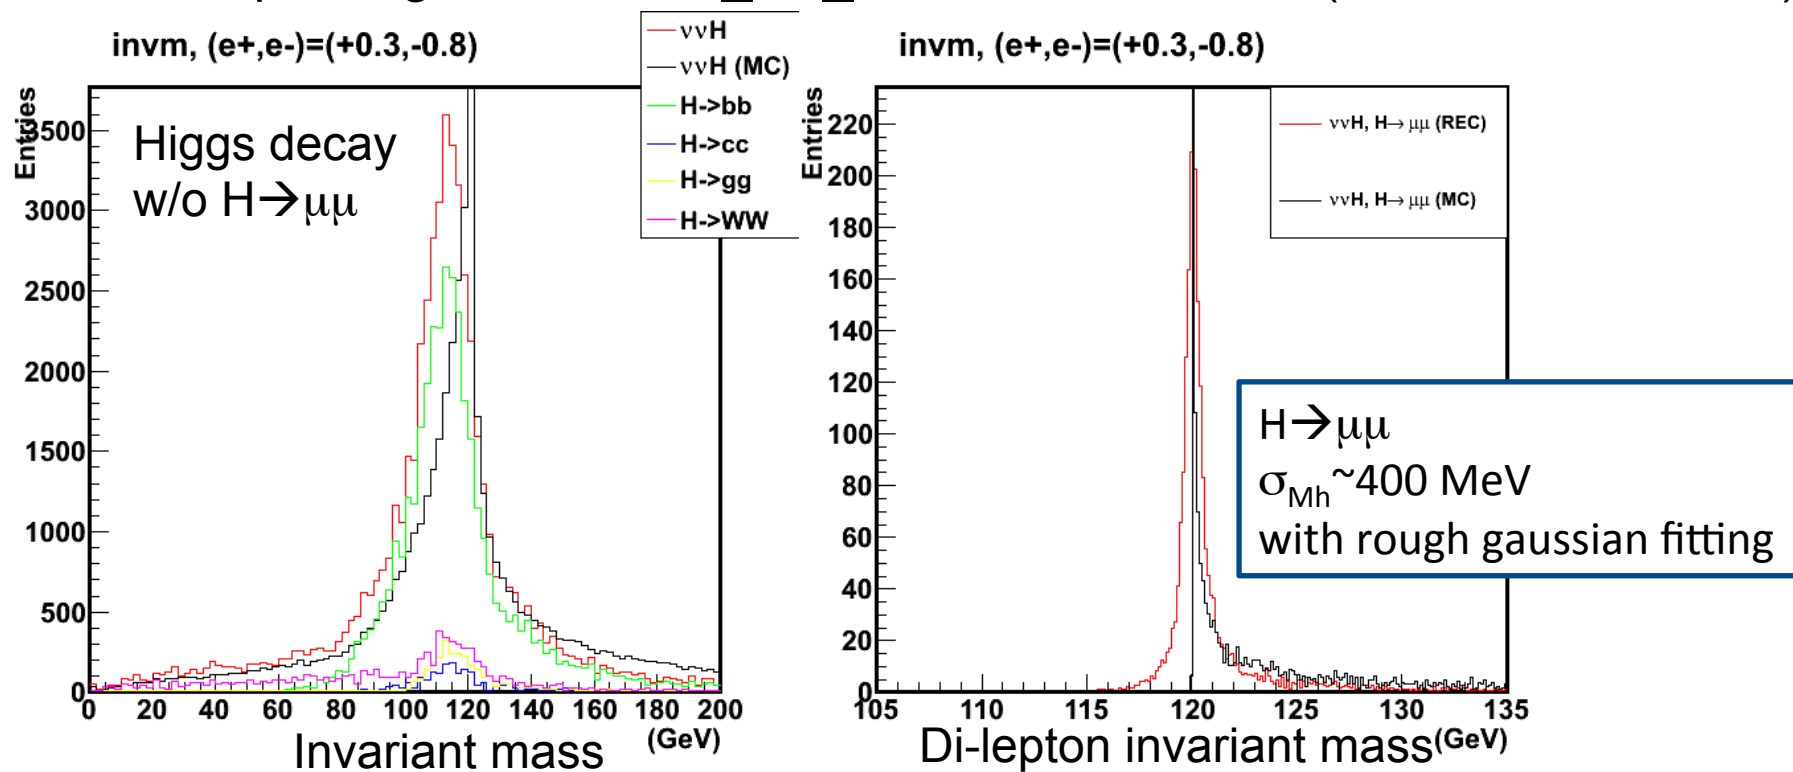 invm, (e+,e-)=(+0.3,-0.8)
Entries
Higgs decay
w/o H→μμ
ννH
ννH (MC)
H->bb
H->cc
H->gg
H->WW
3500
3000
2500
2000
1500
1000
500
0
0 20 40 60 80 100 120 140 160 180 200
(GeV)
Invariant mass
invm, (e+,e-)=(+0.3,-0.8)
Entries
ννH, H→ μμ (REC)
ννH, H→ μμ (MC)
220
200
180
160
140
120
100
80
60
40
20
0
105 110 115 120 125 130 135
Di-lepton invariant mass (GeV)
H→μμ
σMh~400 MeV
with rough gaussian fitting